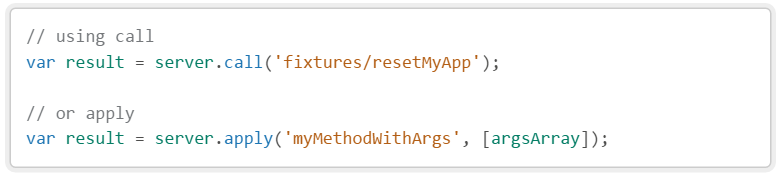 // using call
var result = server.call('fixtures/resetMyApp');
// or apply
var result = server.apply('myMethodWithArgs', [argsArray]);